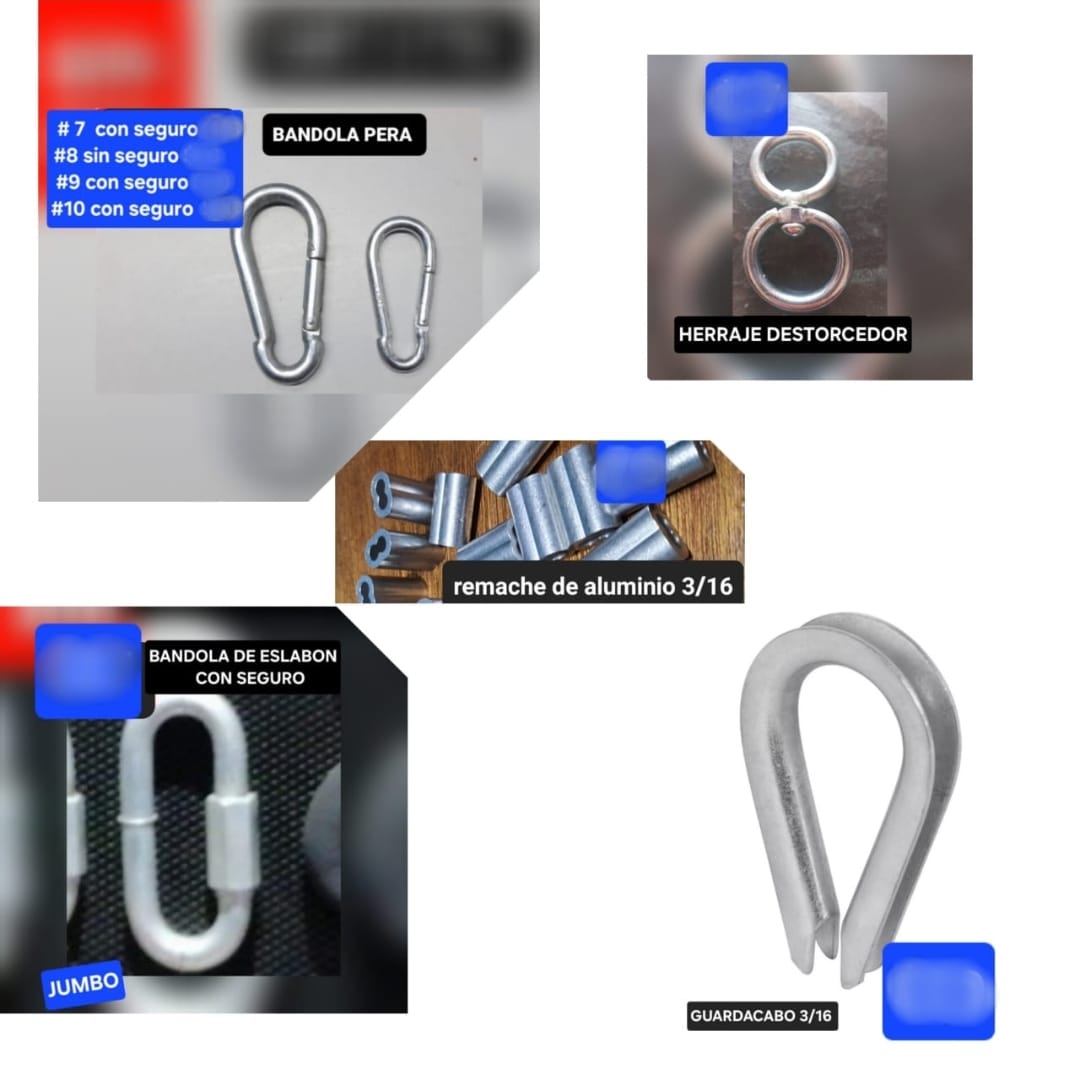 # 7 con seguro
#8 sin seguro
#9 con seguro
#10 con seguro
BANDOLA PERA
HERRAJE DESTORCEDOR
remache de aluminio 3/16
BANDOLA DE ESLABON
CON SEGURO
JUMBO
GUARDACABO 3/16